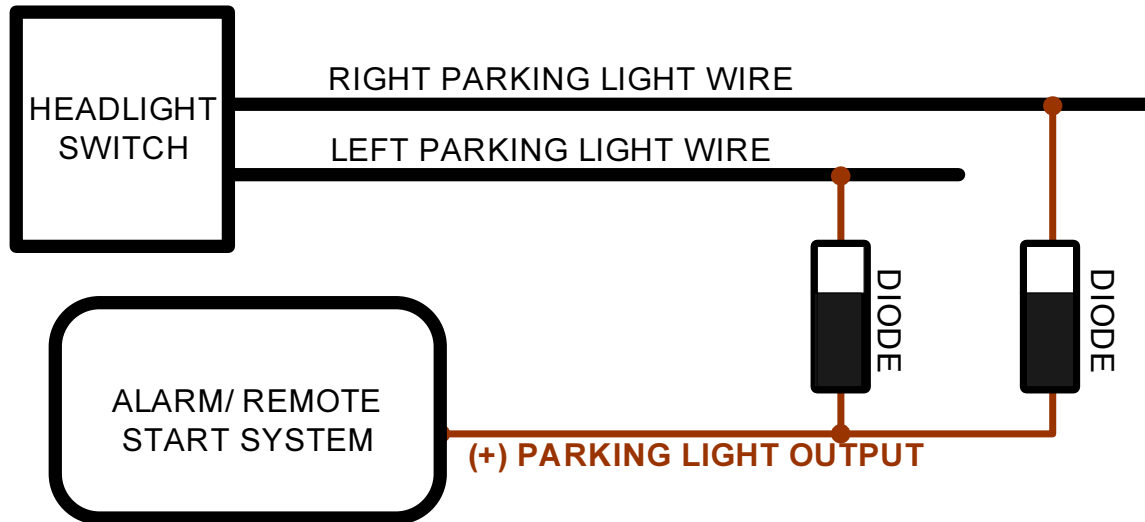 RIGHT PARKING LIGHT WIRE
HEADLIGHT
SWITCH
LEFT PARKING LIGHT WIRE
DIODE
DIODE
ALARM/ REMOTE
START SYSTEM
(+) PARKING LIGHT OUTPUT